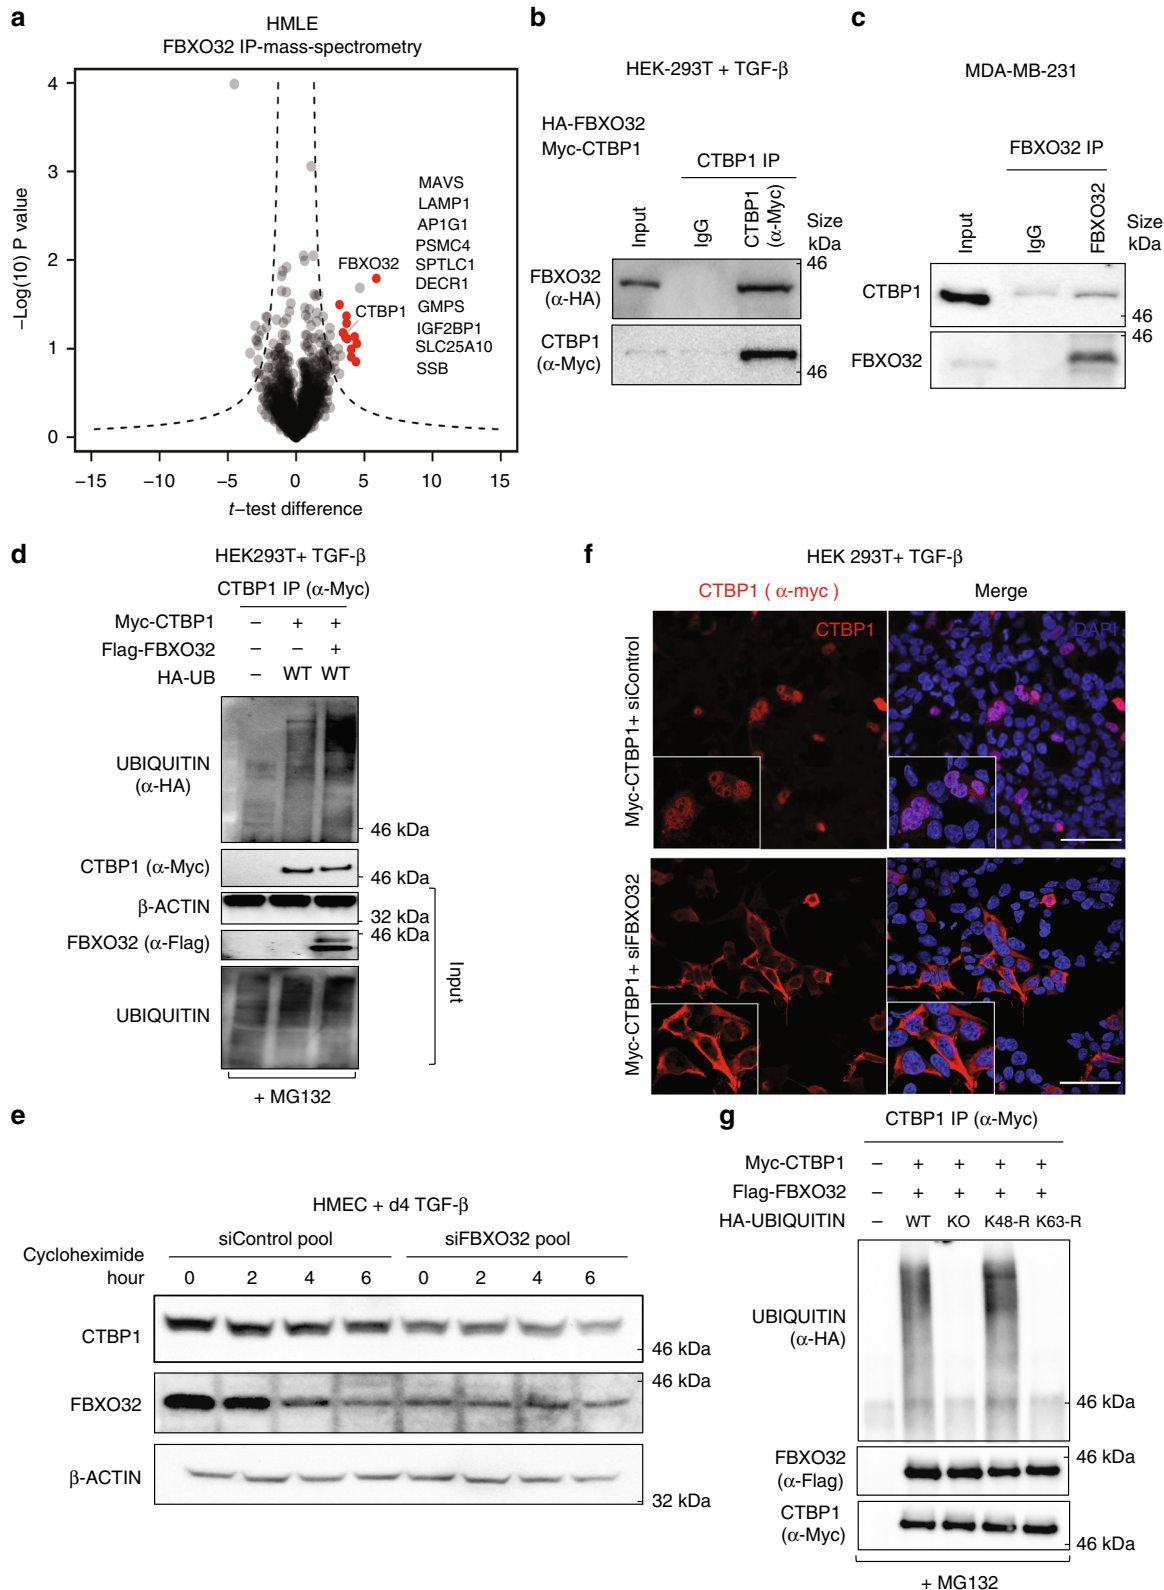 a
HMLE
FBXO32 IP-mass-spectrometry
−Log(10) P value
4
3
2
1
0
−15 −10 −5 0 5 10 15
t−test difference
FBXO32
CTBP1
MAVS
LAMP1
AP1G1
PSMC4
SPTLC1
DECR1
GMPS
IGF2BP1
SLC25A10
SSB
b
HEK-293T + TGF-β
HA-FBXO32
Myc-CTBP1
CTBP1 IP
Input
IgG
CTBP1
(α-Myc)
Size
kDa
FBXO32
(α-HA)
46
CTBP1
(α-Myc)
46
c
MDA-MB-231
FBXO32 IP
Input
IgG
FBXO32
Size
kDa
CTBP1
46
FBXO32
46
d
HEK293T+ TGF-β
CTBP1 IP (α-Myc)
Myc-CTBP1 − + +
Flag-FBXO32 − − +
HA-UB − WT WT
UBIQUITIN
(α-HA)
46 kDa
CTBP1 (α-Myc)
46 kDa
β-ACTIN
32 kDa
FBXO32 (α-Flag)
46 kDa
UBIQUITIN
Input
+ MG132
e
HMEC + d4 TGF-β
siControl pool siFBXO32 pool
Cycloheximide
hour 0 2 4 6 0 2 4 6
CTBP1
46 kDa
FBXO32
46 kDa
β-ACTIN
32 kDa
f
HEK 293T+ TGF-β
CTBP1 ( α-myc ) Merge
Myc-CTBP1+ siControl
CTBP1
DAPI
Myc-CTBP1 + siFBXO32
g
CTBP1 IP (α-Myc)
Myc-CTBP1 − + + + +
Flag-FBXO32 − + + + +
HA-UBIQUITIN − WT KO K48-R K63-R
UBIQUITIN
(α-HA)
46 kDa
FBXO32
(α-Flag)
46 kDa
CTBP1
(α-Myc)
46 kDa
+ MG132